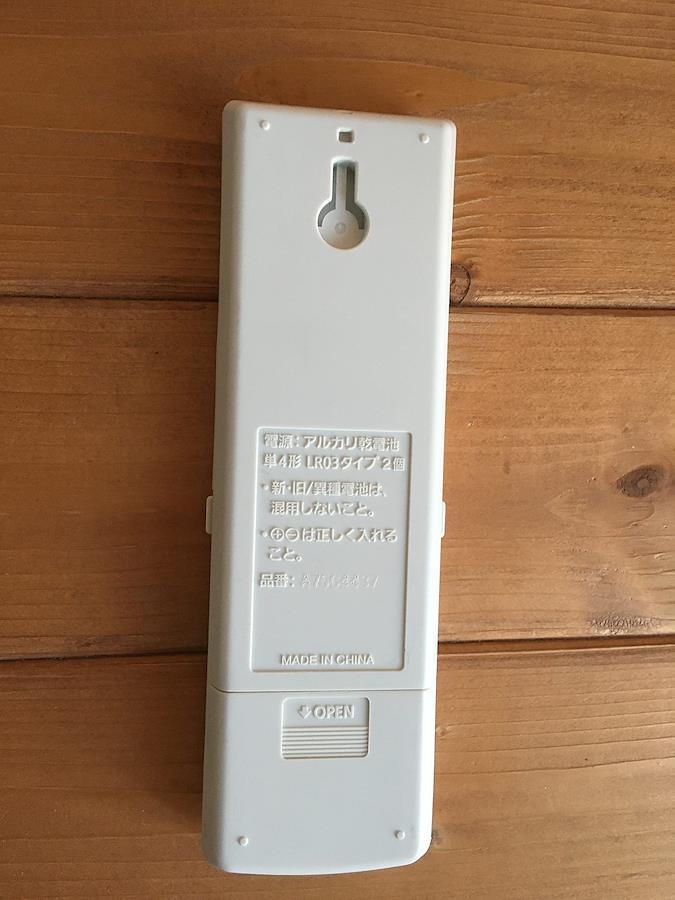 電源：アルカリ乾電池
単4形 LR03タイプ 2個
・新・旧/異種電池は、
混用しないこと。
・⊕⊖は正しく入れる
こと。
品番：
MADE IN CHINA
OPEN